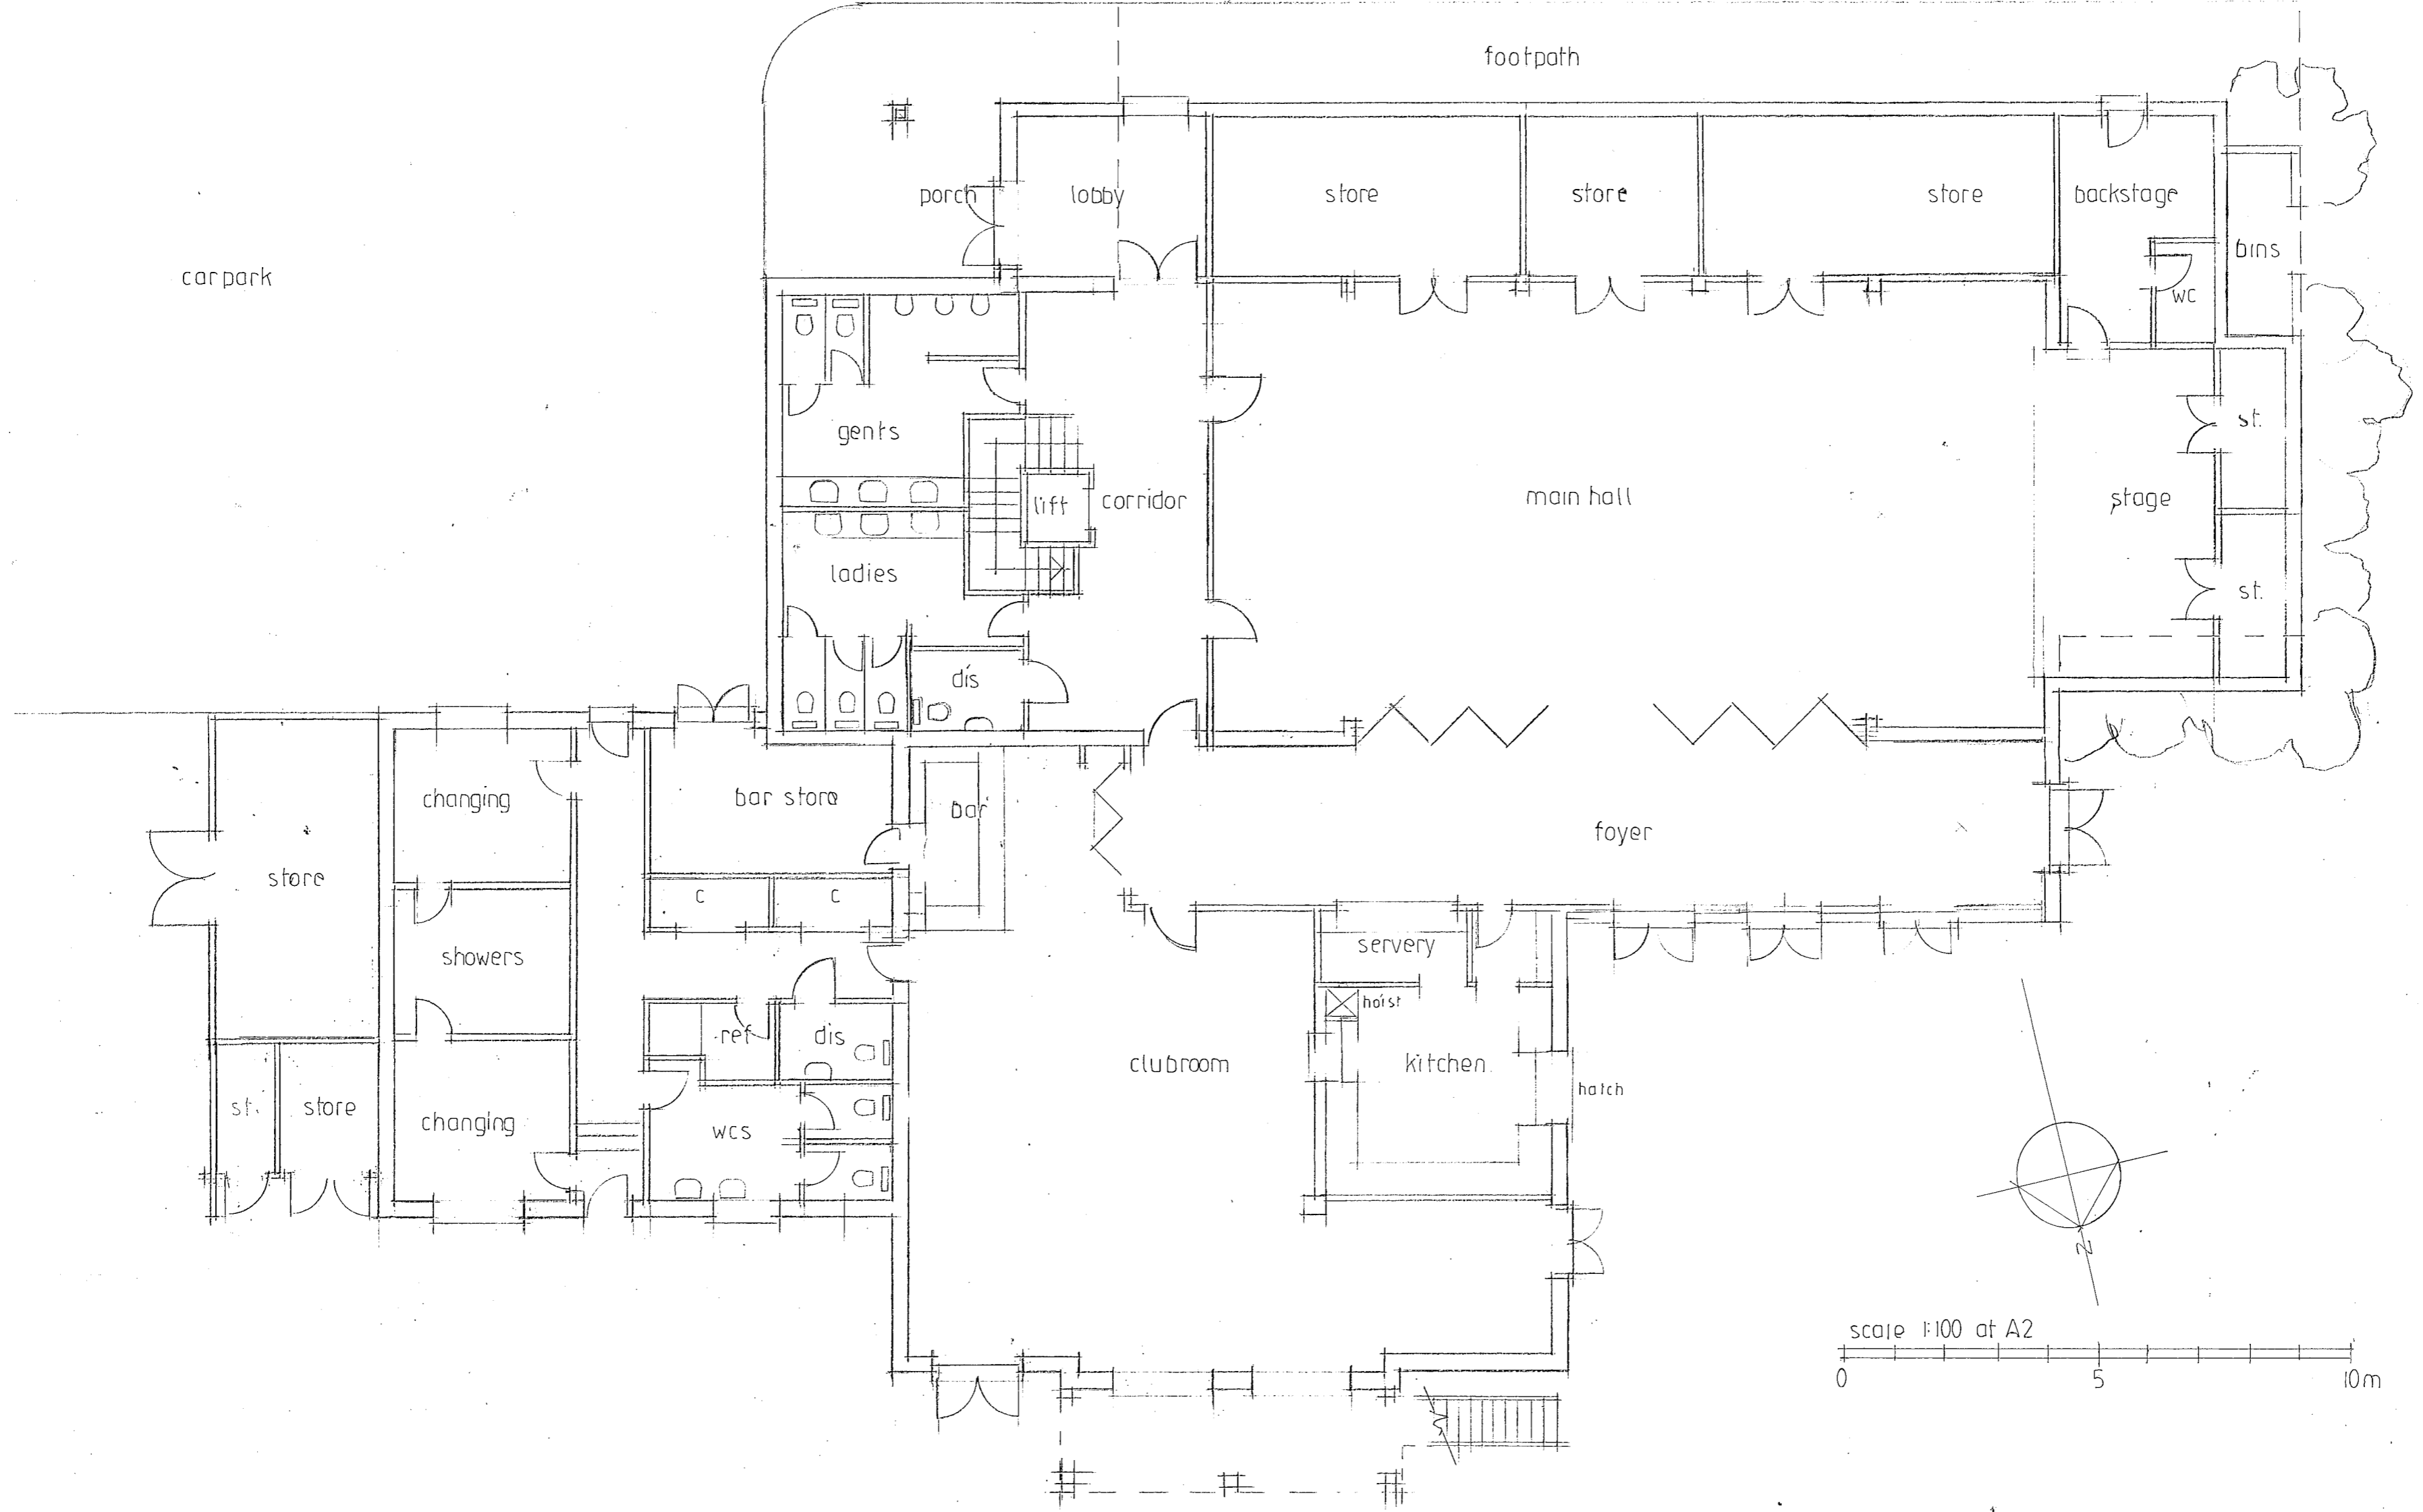 footpath
porch
lobby
store
store
store
backstage
bins
carpark
wc
gents
st.
lift
corridor
main hall
stage
ladies
st.
dis
changing
bar store
bar
foyer
store
c
c
showers
servery
hoist
ref
dis
clubroom
kitchen
hatch
st.
store
changing
wcs
N
scale 1:100 at A2
0 5 10m